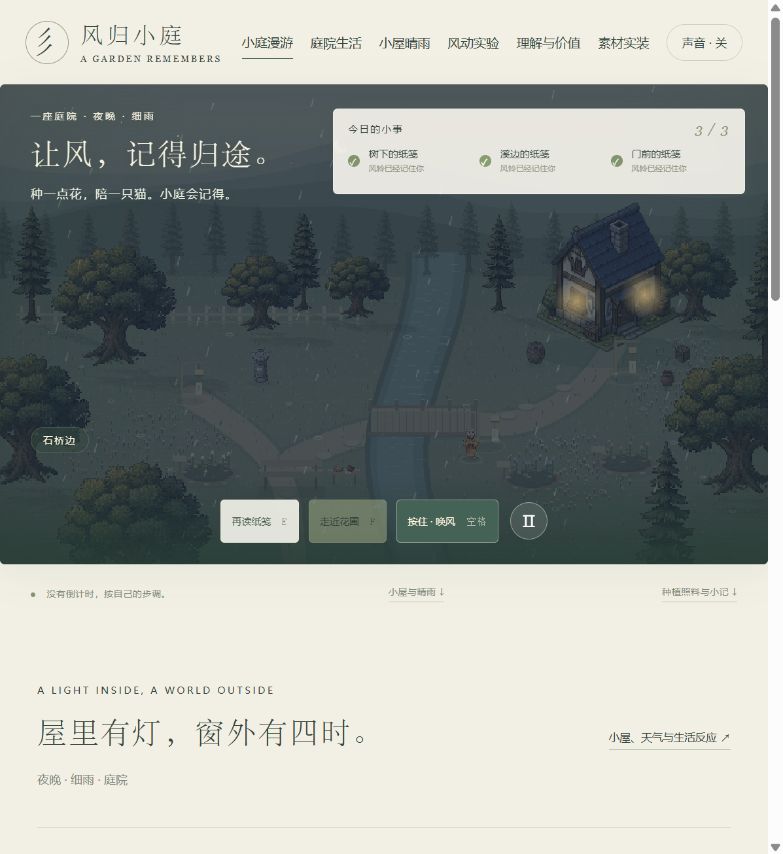 风归小庭
A GARDEN REMEMBERS
小庭漫游 庭院生活 小屋晴雨 风动实验 理解与价值 素材实装 声音 · 关
一座庭院 · 夜晚 · 细雨
让风，记得归途。
种一点花，陪一只猫。小庭会记得。
今日的小事 3 / 3
树下的纸笺 溪边的纸笺 门前的纸笺
风铃已经记住你 风铃已经记住你 风铃已经记住你
石桥边
再读纸笺 E 走近花圃 F 按住 · 晚风 空格
没有倒计时，按自己的步调。 小屋与晴雨 ↓ 种植照料与小记 ↓
A LIGHT INSIDE, A WORLD OUTSIDE
屋里有灯，窗外有四时。
小屋、天气与生活反应 ↗
夜晚 · 细雨 · 庭院